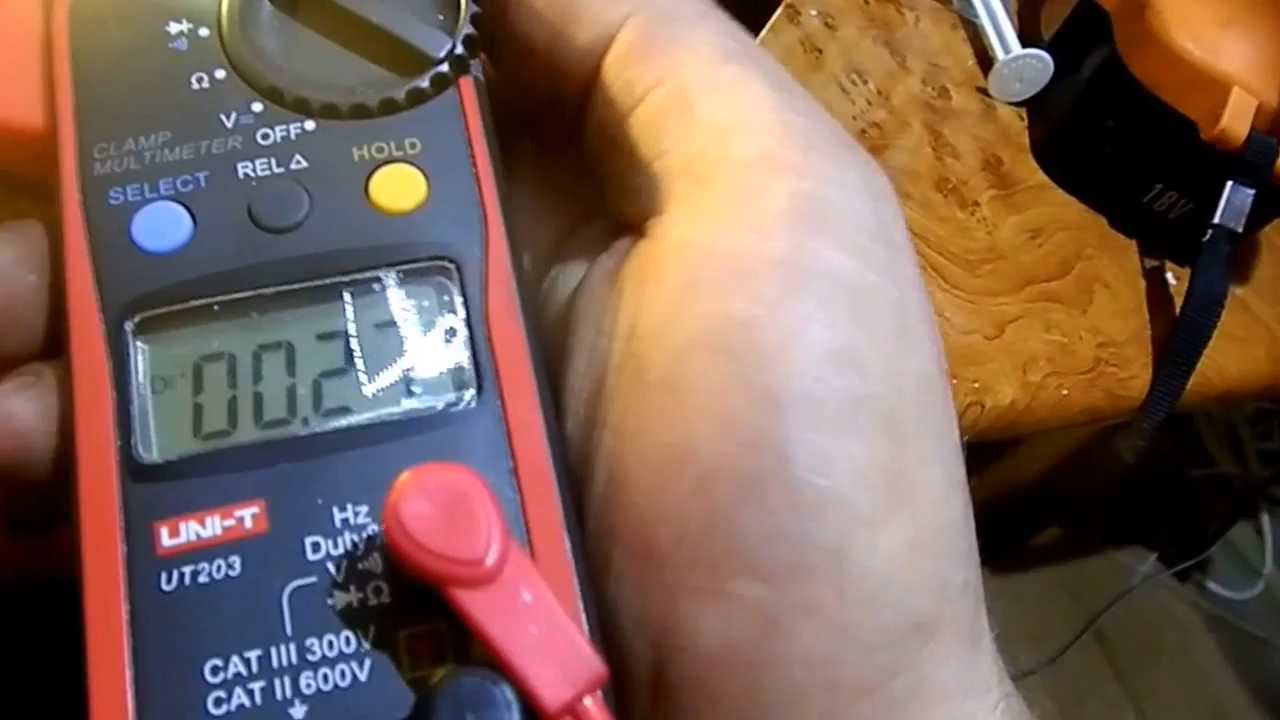 Ω
V
OFF
CLAMP
MULTIMETER
SELECT
REL △
HOLD
00.2
UNI-T
UT203
Hz
Duty%
V
Ω
CAT III 300V
CAT II 600V
18V